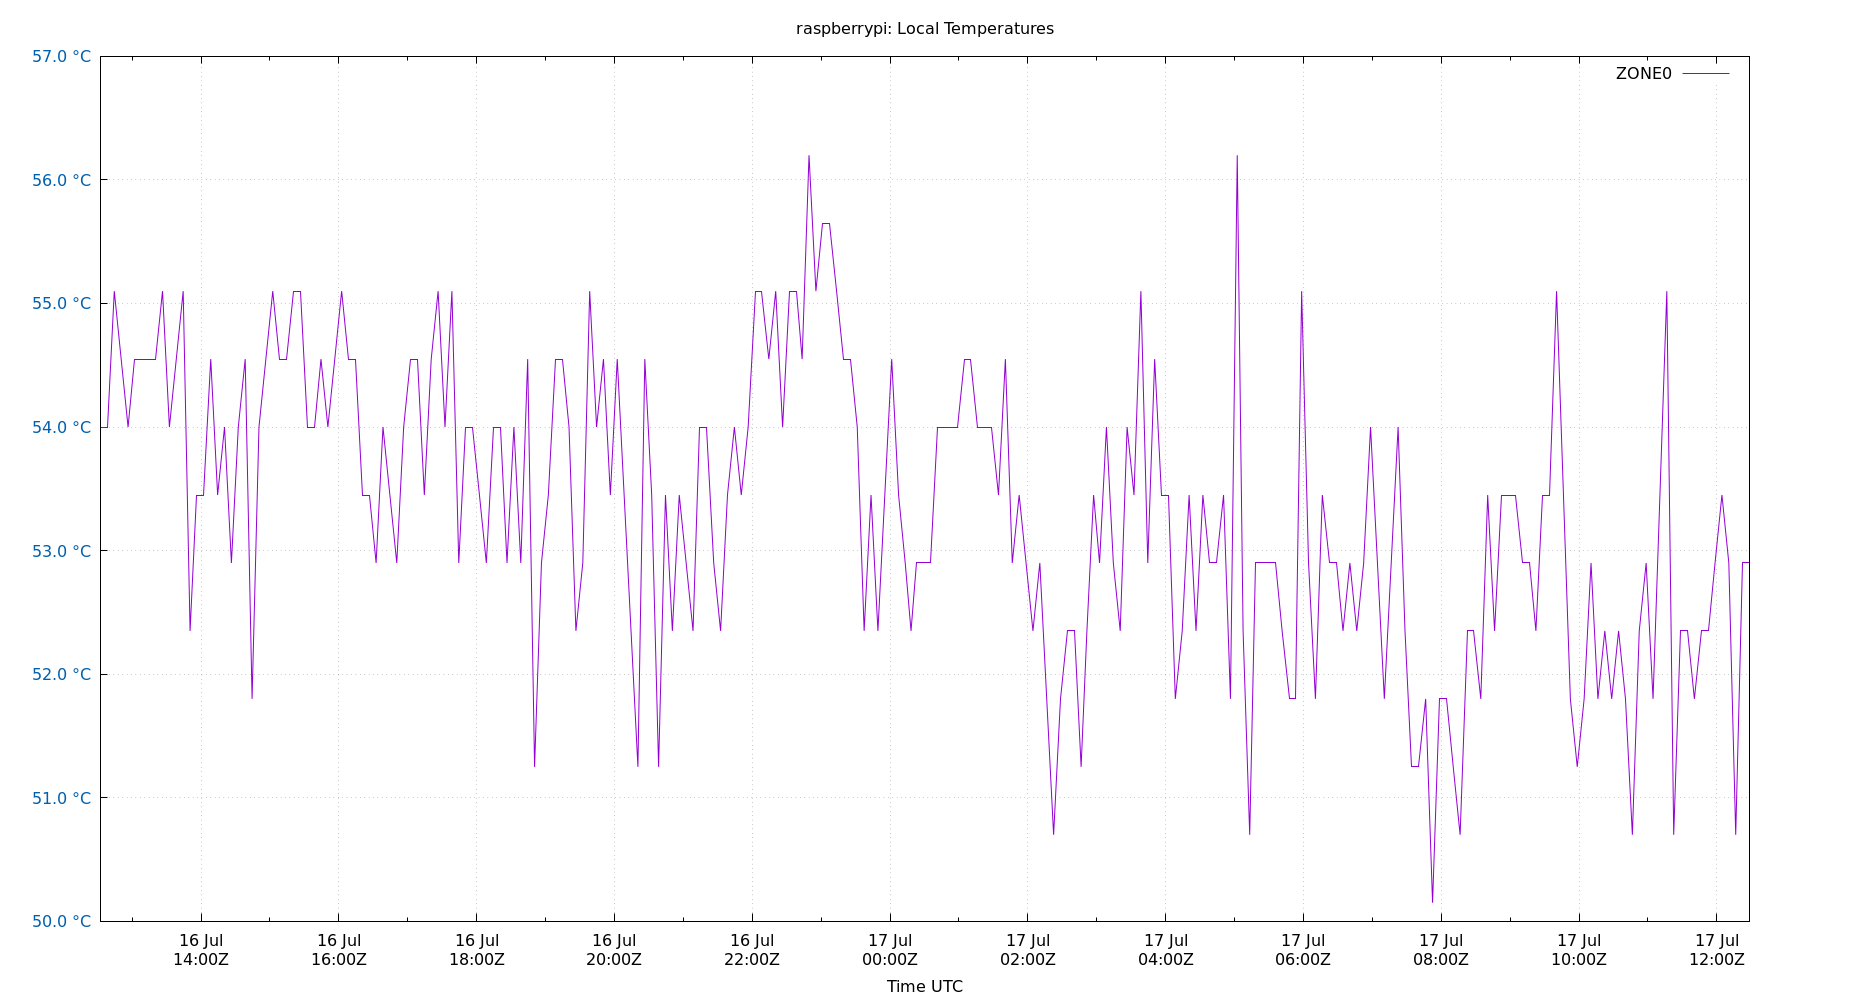 raspberrypi: Local Temperatures
57.0 °C
ZONE0
56.0 °C
55.0 °C
54.0 °C
53.0 °C
52.0 °C
51.0 °C
50.0 °C
16 Jul 16 Jul 16 Jul 16 Jul 16 Jul 17 Jul 17 Jul 17 Jul 17 Jul 17 Jul 17 Jul 17 Jul
14:00Z 16:00Z 18:00Z 20:00Z 22:00Z 00:00Z 02:00Z 04:00Z 06:00Z 08:00Z 10:00Z 12:00Z
Time UTC